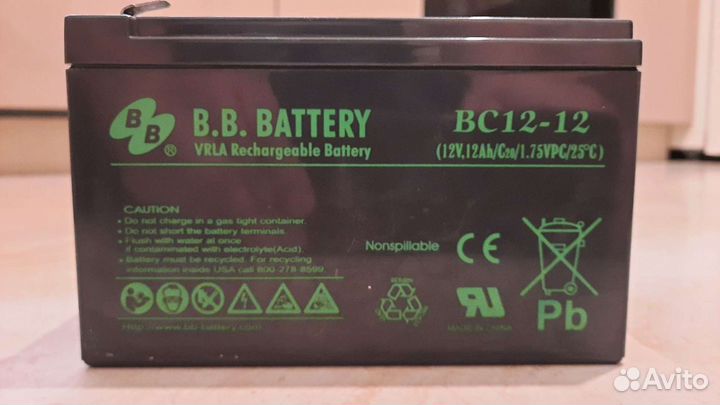 BB
®
B.B. BATTERY
VRLA Rechargeable Battery
BC12-12
(12V,12Ah/C20/1.75VPC/25°C)
CAUTION
• Do not charge in a gas tight container.
• Do not short the battery terminals.
• Flush with water at once
if contaminated with electrolyte(Acid).
• Battery must be recycled. For recycling
information inside USA call 800-278-8599
Nonspillable
CE
Pb
MADE IN CHINA
Http://www.bb-battery.com
Avito